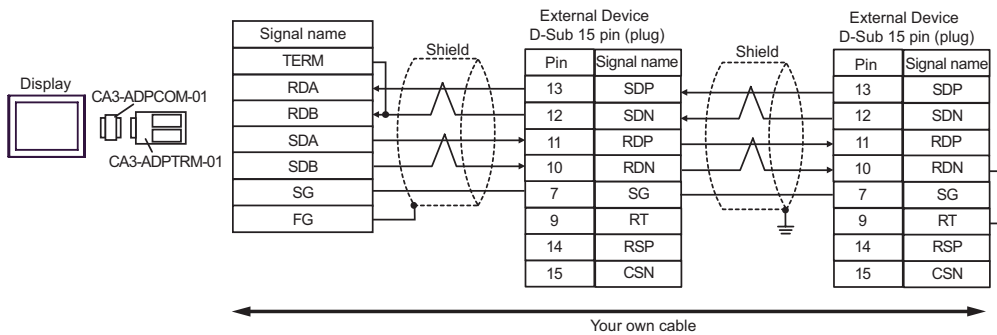 Display
CA3-ADPCOM-01
CA3-ADPTRM-01
Signal name
TERM
RDA
RDB
SDA
SDB
SG
FG
Shield
External Device
D-Sub 15 pin (plug)
Pin Signal name
13 SDP
12 SDN
11 RDP
10 RDN
7 SG
9 RT
14 RSP
15 CSN
Shield
External Device
D-Sub 15 pin (plug)
Pin Signal name
13 SDP
12 SDN
11 RDP
10 RDN
7 SG
9 RT
14 RSP
15 CSN
Your own cable